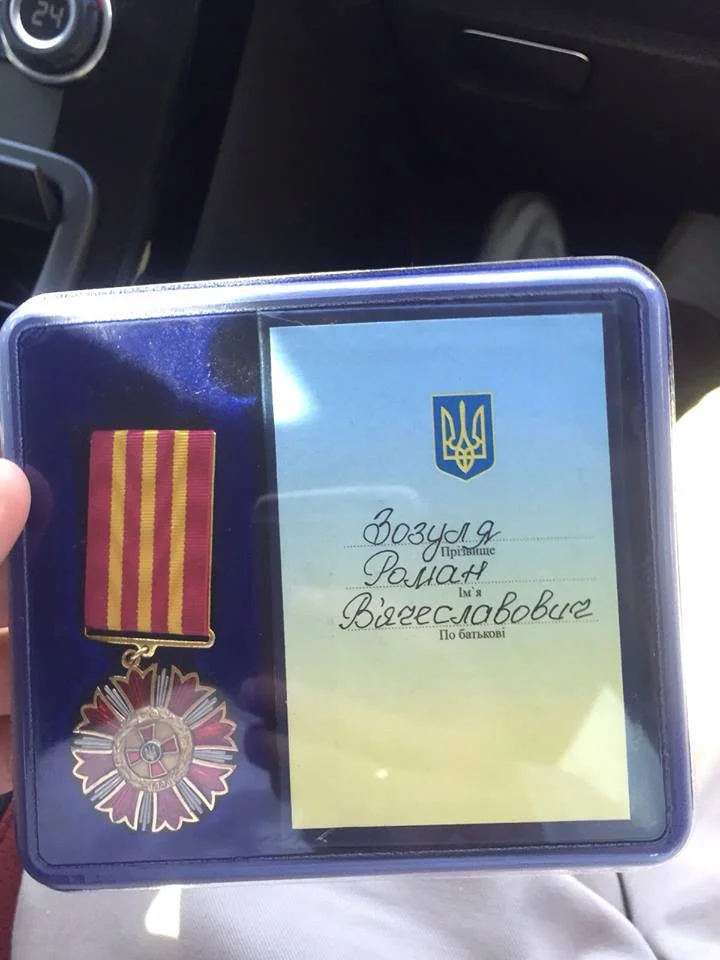 24
Зозуля
Прізвище
Роман
Ім'я
В'ячеславович
По батькові